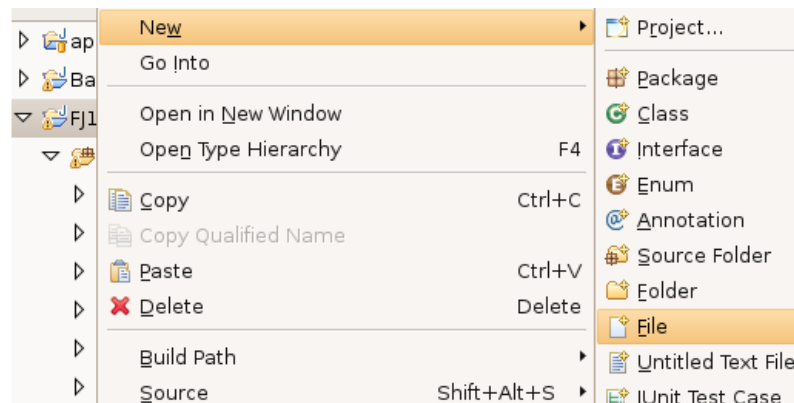 ap
Ba
FJ1
New
Go Into
Open in New Window
Open Type Hierarchy F4
Copy Ctrl+C
Copy Qualified Name
Paste Ctrl+V
Delete Delete
Build Path
Source Shift+Alt+S
Project...
Package
Class
Interface
Enum
Annotation
Source Folder
Folder
File
Untitled Text File
JUnit Test Case